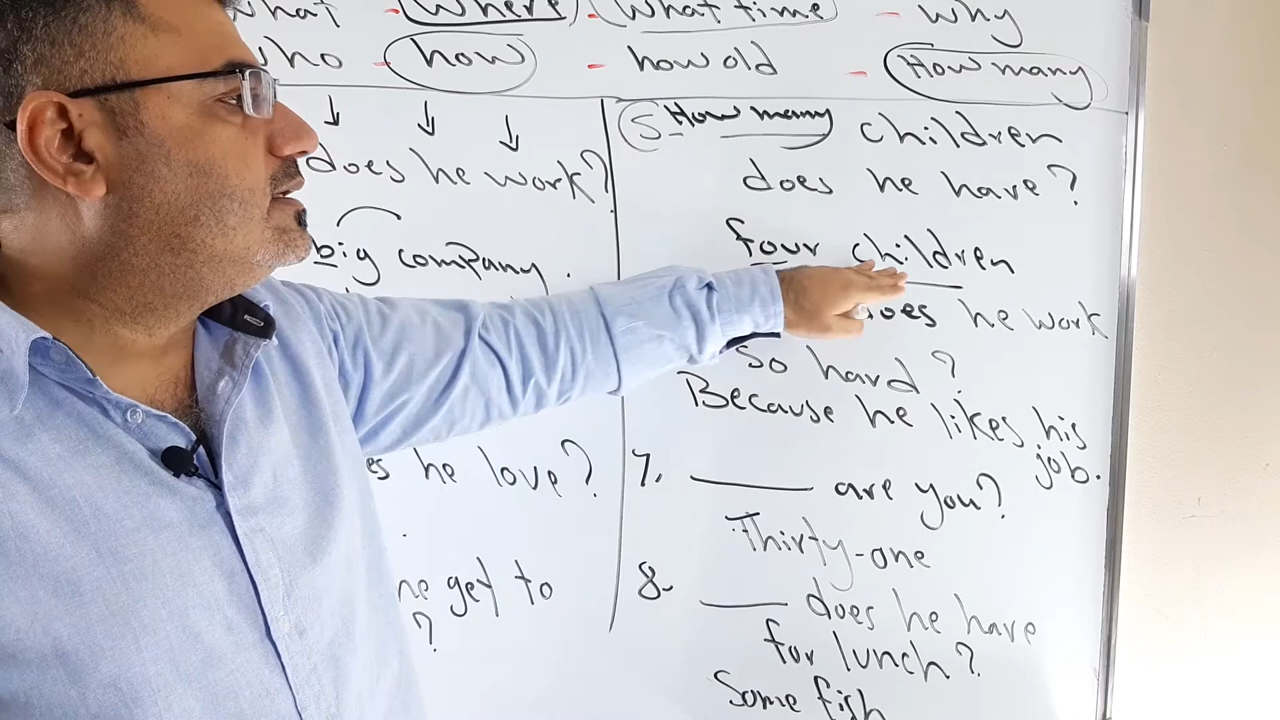 what - where - what time - why
who - how - how old - How many
does he work?
big company.
es he love?
he get to
?
5 How many children
does he have?
four children
does he work
so hard?
Because he likes his
job.
7. ____ are you?
Thirty-one
8. ____ does he have
for lunch?
Some fish